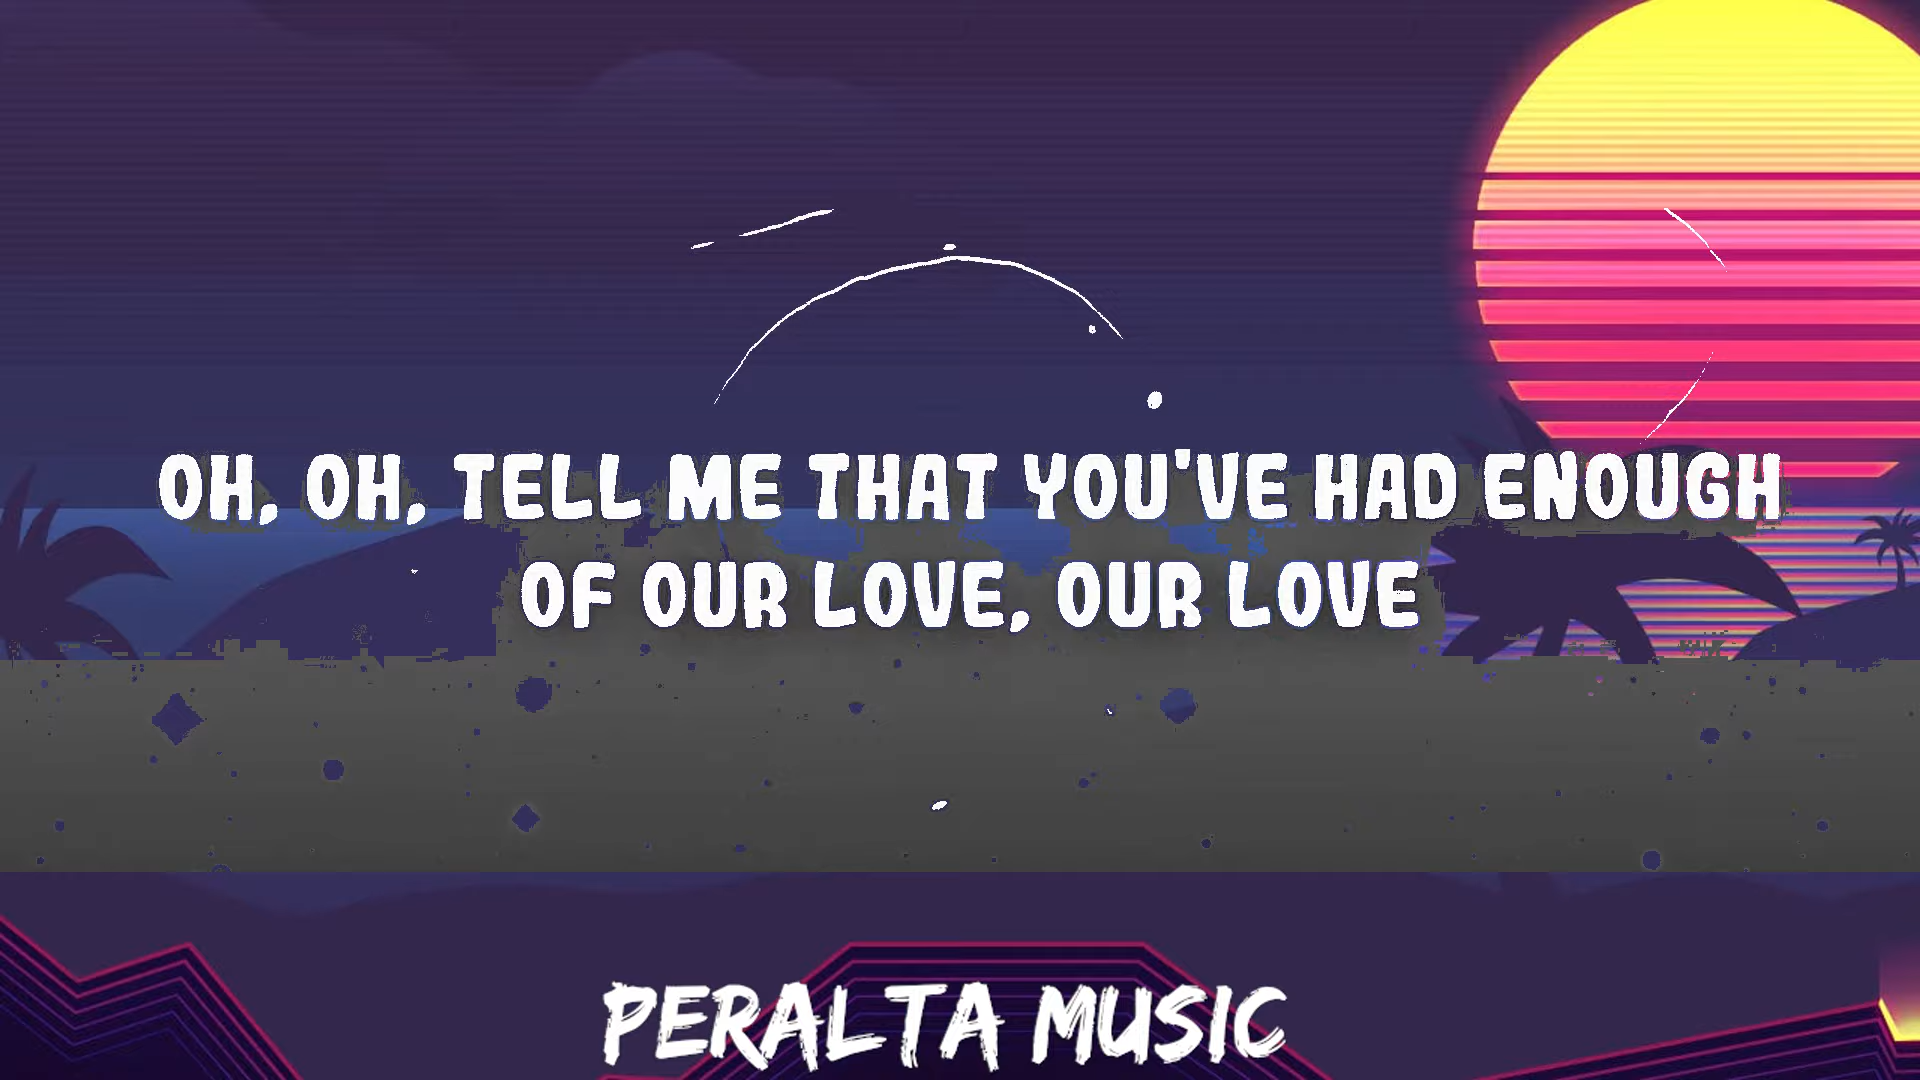 OH, OH, TELL ME THAT YOU'VE HAD ENOUGH
OF OUR LOVE, OUR LOVE
PERALTA MUSIC